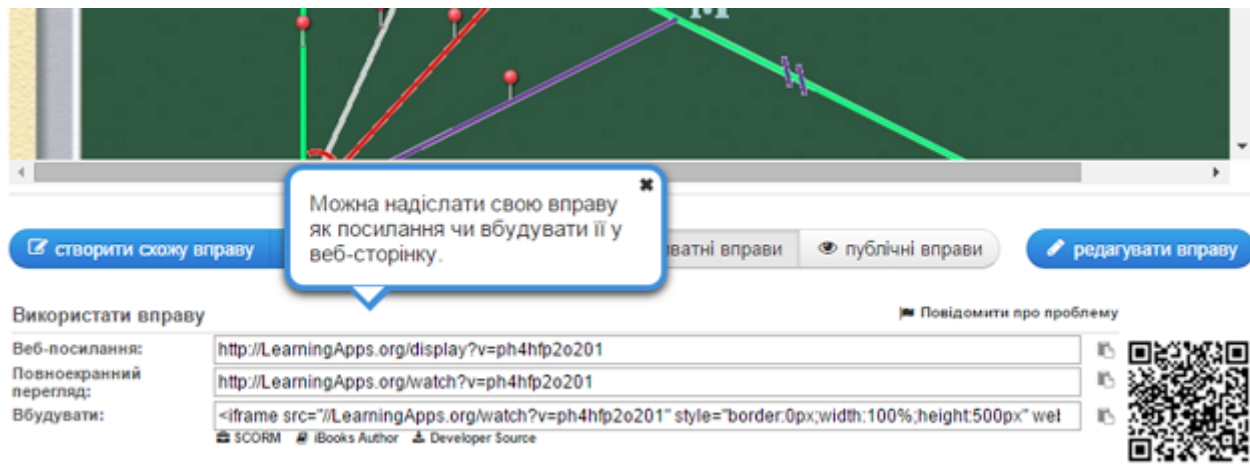 M
Можна надіслати свою вправу
як посилання чи вбудувати її у
веб-сторінку.
створити схожу вправу
ватні вправи
публічні вправи
редагувати вправу
Використати вправу
Повідомити про проблему
Веб-посилання:
http://LearningApps.org/display?v=ph4hfp2o201
Повноекранний
перегляд:
http://LearningApps.org/watch?v=ph4hfp2o201
Вбудувати:
<iframe src="//LearningApps.org/watch?v=ph4hfp2o201" style="border:0px;width:100%;height:500px" wel
SCORM iBooks Author Developer Source